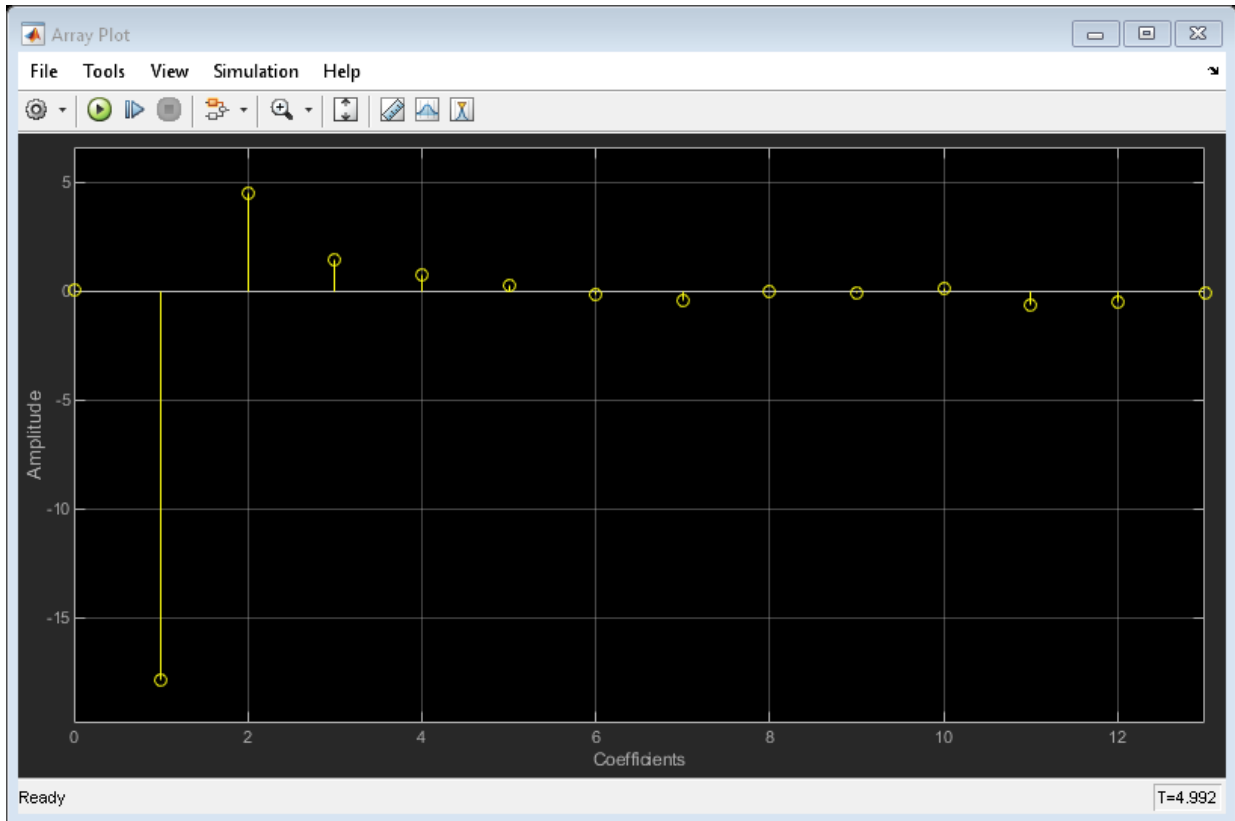 Array Plot
File Tools View Simulation Help
5
0
-5
-10
-15
Amplitude
0 2 4 6 8 10 12
Coefficients
Ready T=4.992